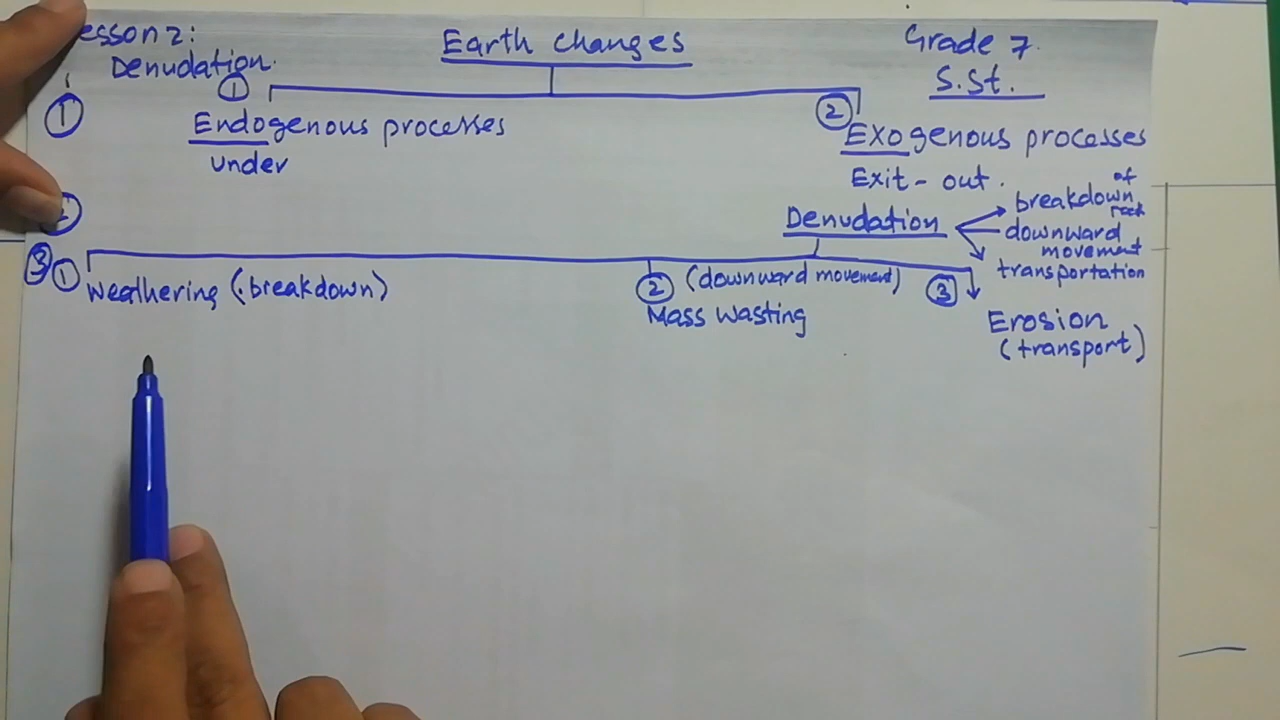 esson 2:
Denudation.
Earth changes
Grade 7.
S.St.
①
① Endogenous processes
under
② Exogenous processes
Exit - out.
Denudation
breakdown of rock
downward movement
transportation
③
① Weathering (breakdown)
② (downward movement)
Mass wasting
③ Erosion
(transport)